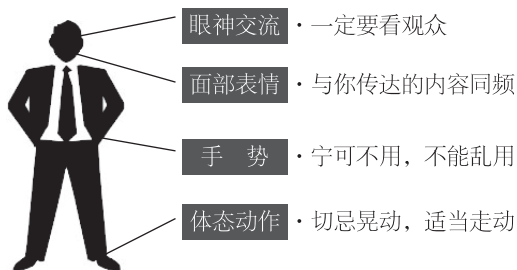 眼神交流 · 一定要看观众
面部表情 · 与你传达的内容同频
手　势 · 宁可不用，不能乱用
体态动作 · 切忌晃动，适当走动